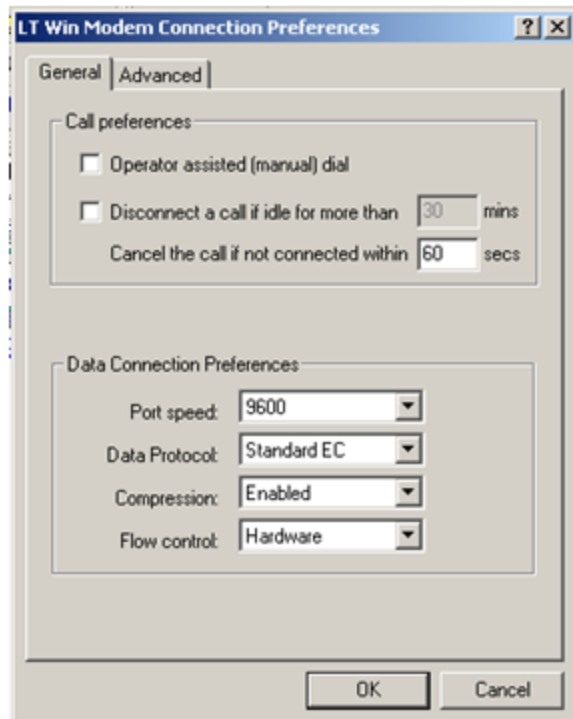 LT Win Modem Connection Preferences
General Advanced
Call preferences
Operator assisted (manual) dial
Disconnect a call if idle for more than 30 mins
Cancel the call if not connected within 60 secs
Data Connection Preferences
Port speed: 9600
Data Protocol: Standard EC
Compression: Enabled
Flow control: Hardware
OK Cancel